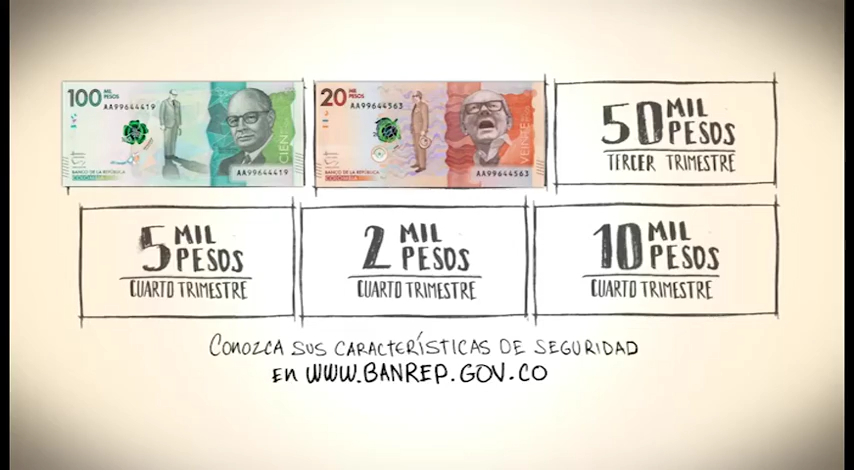 100 MIL PESOS
AA99644419
CIEN
BANCO DE LA REPÚBLICA
COLOMBIA
AA99644419
20 MIL PESOS
AA99644563
VEINTE
BANCO DE LA REPÚBLICA
COLOMBIA
AA99644563
50 MIL PESOS
TERCER TRIMESTRE
5 MIL PESOS
CUARTO TRIMESTRE
2 MIL PESOS
CUARTO TRIMESTRE
10 MIL PESOS
CUARTO TRIMESTRE
CONOZCA SUS CARACTERÍSTICAS DE SEGURIDAD
EN WWW.BANREP.GOV.CO